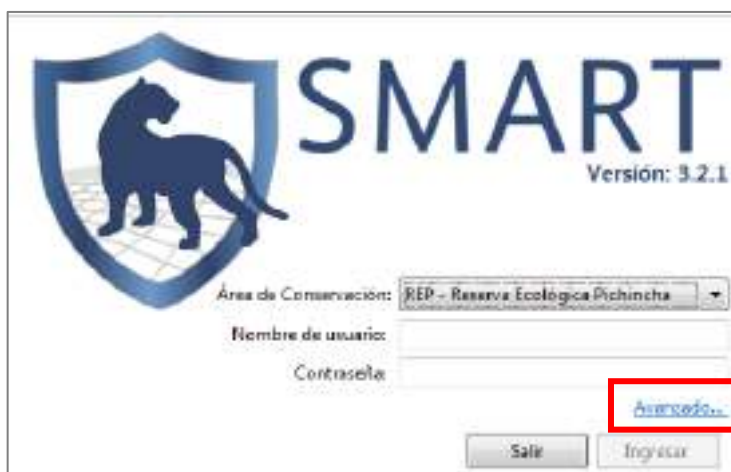 SMART
Versión: 3.2.1
Área de Conservación: REP - Reserva Ecológica Pichincha
Nombre de usuario:
Contraseña:
Avanzado...
Salir Ingresar